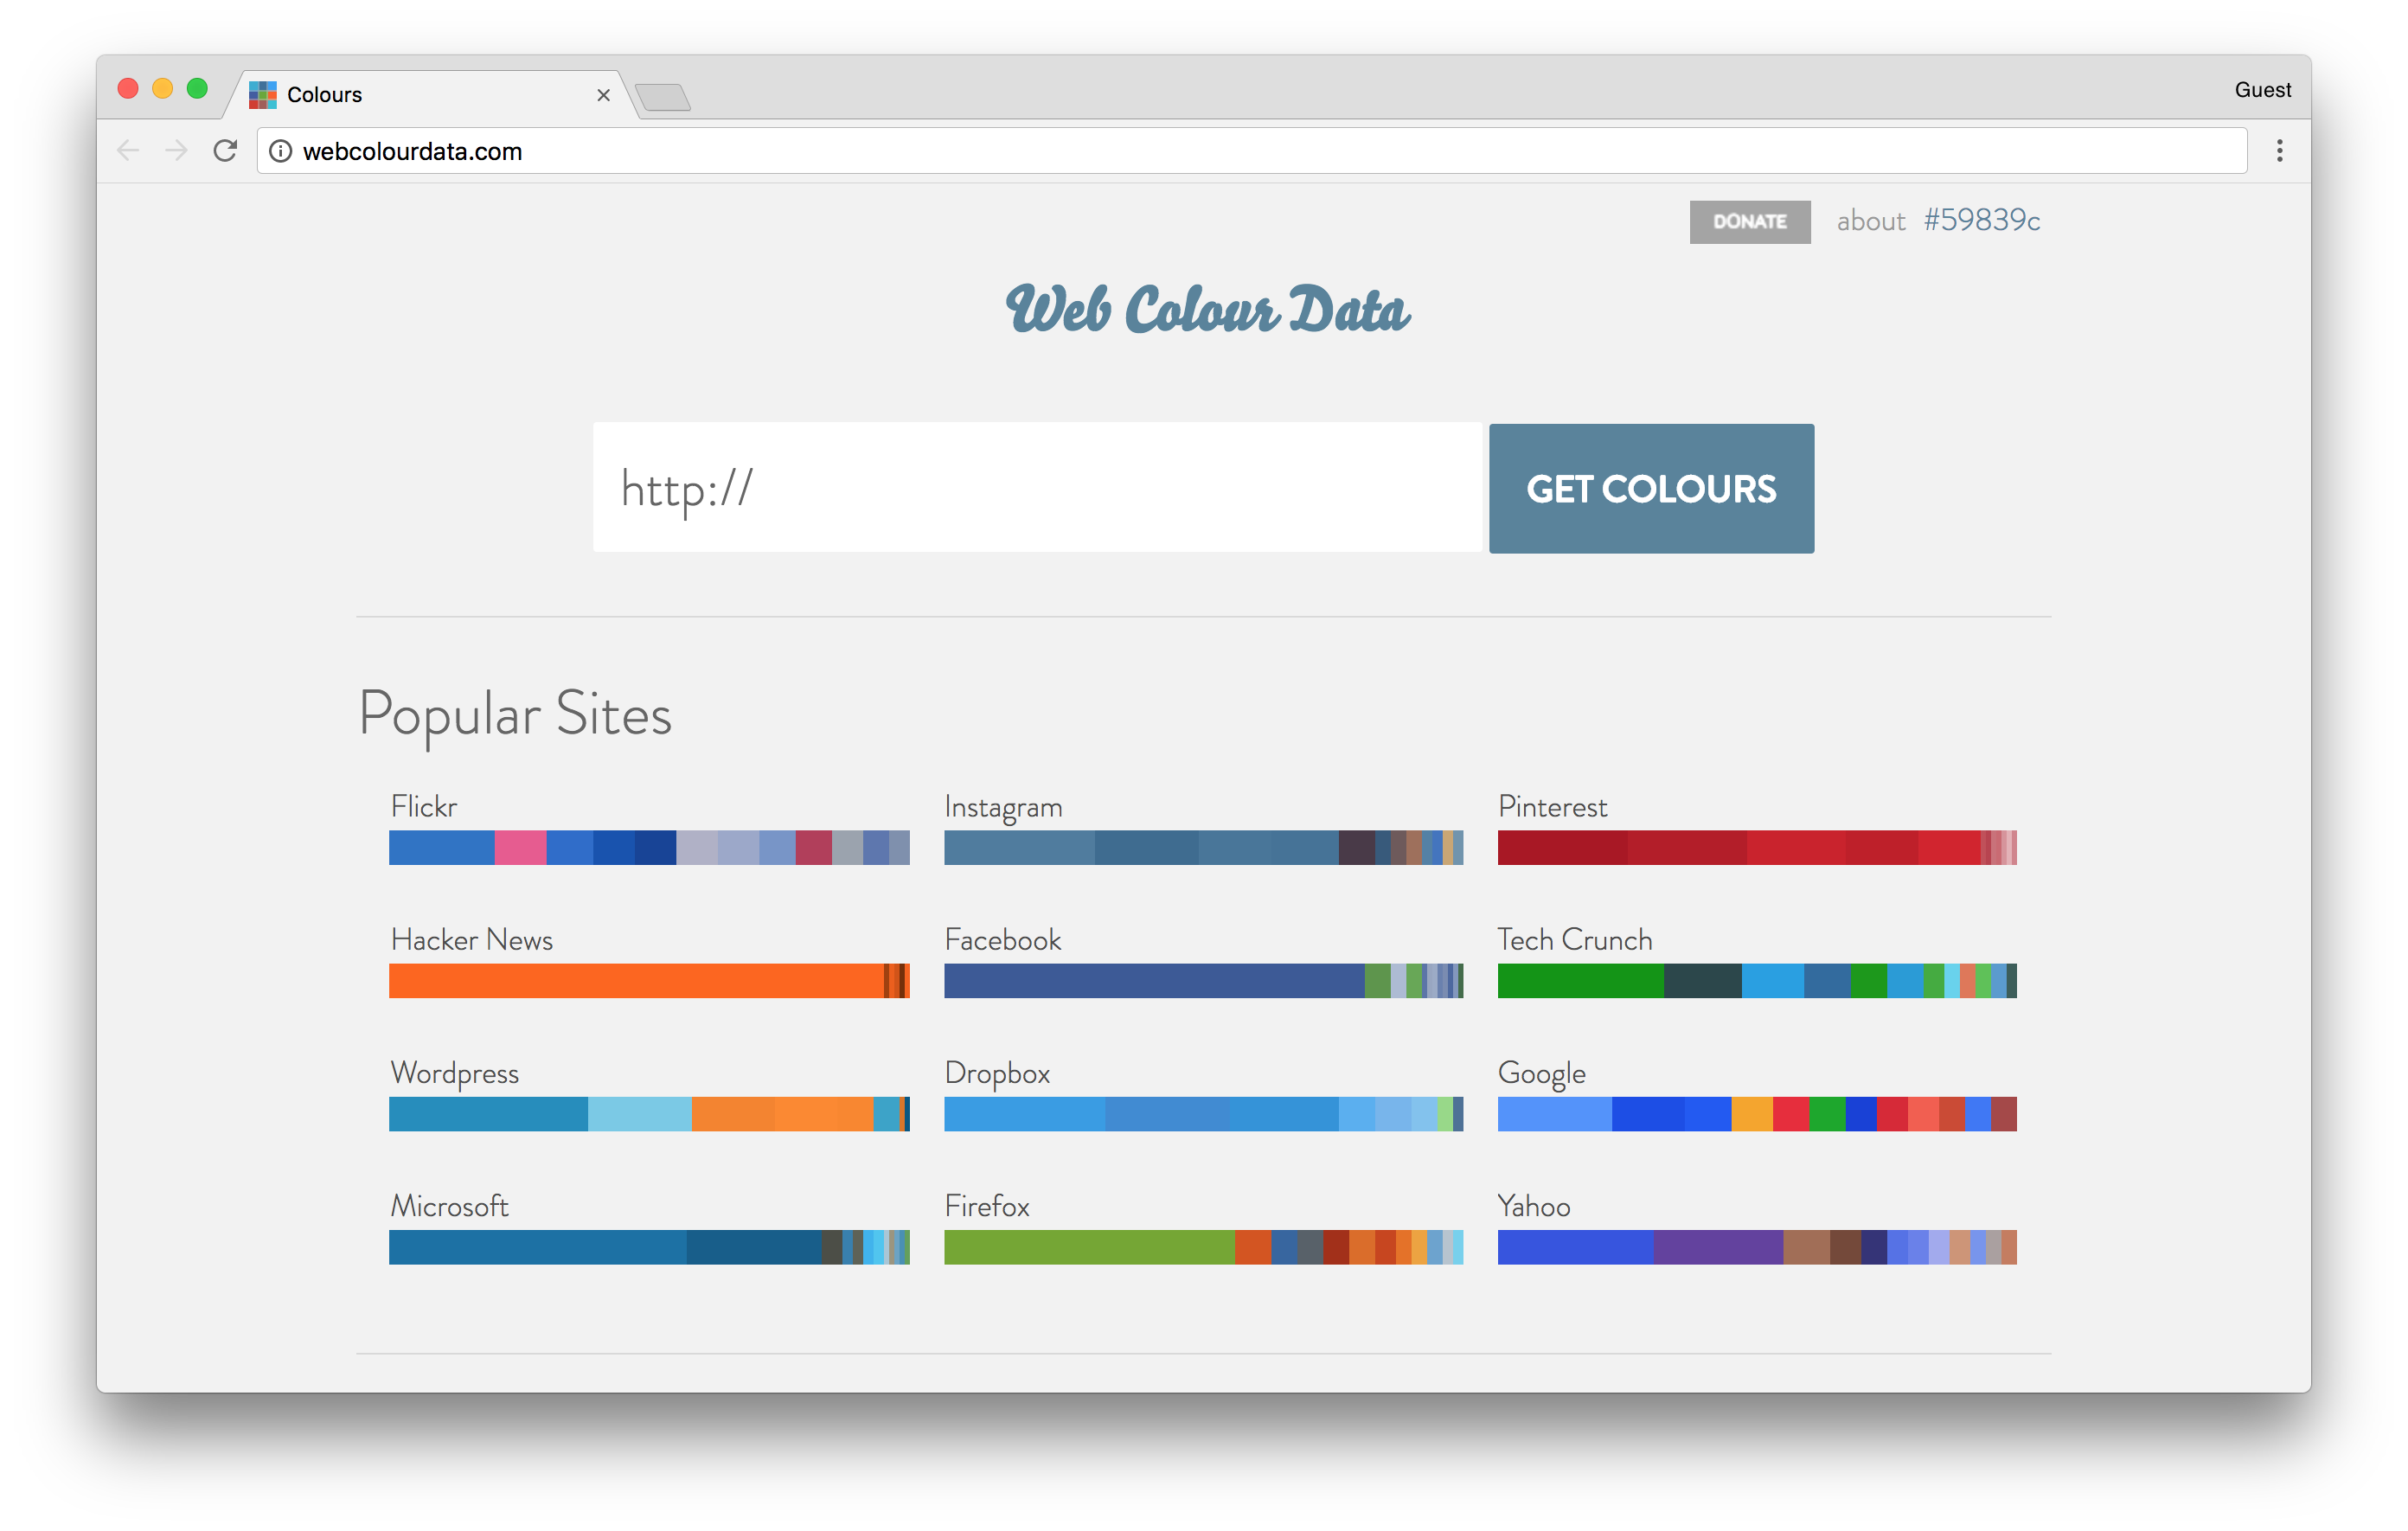 Colours
Guest
webcolourdata.com
DONATE about #59839c
Web Colour Data
http:// GET COLOURS
Popular Sites
Flickr Instagram Pinterest
Hacker News Facebook Tech Crunch
Wordpress Dropbox Google
Microsoft Firefox Yahoo